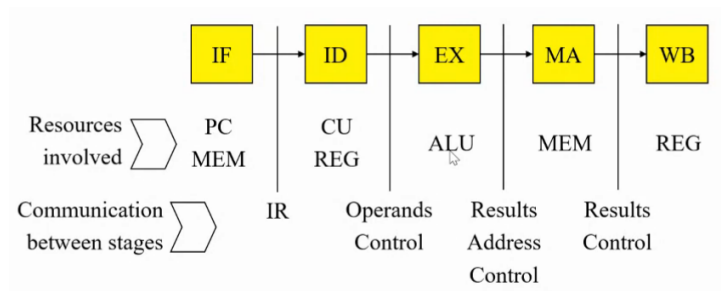 IF ID EX MA WB
Resources involved
PC MEM
CU REG
ALU
MEM
REG
Communication between stages
IR
Operands Control
Results Address Control
Results Control